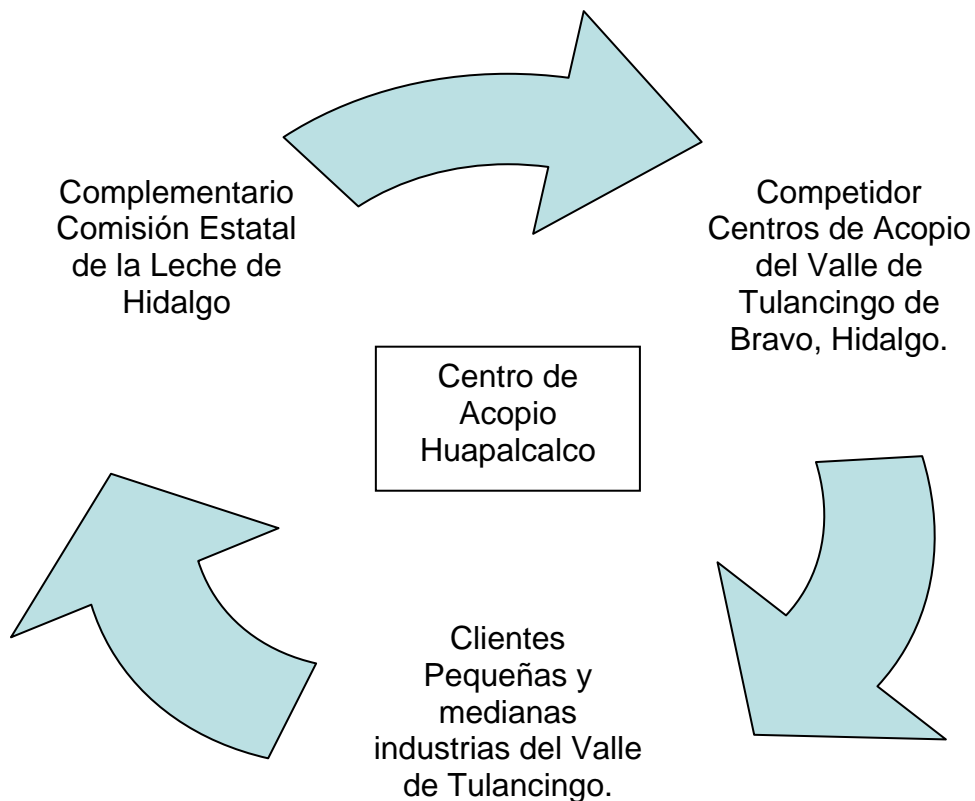 Complementario
Comisión Estatal
de la Leche de
Hidalgo
Competidor
Centros de Acopio
del Valle de
Tulancingo de
Bravo, Hidalgo.
Centro de
Acopio
Huapalcalco
Clientes
Pequeñas y
medianas
industrias del Valle
de Tulancingo.